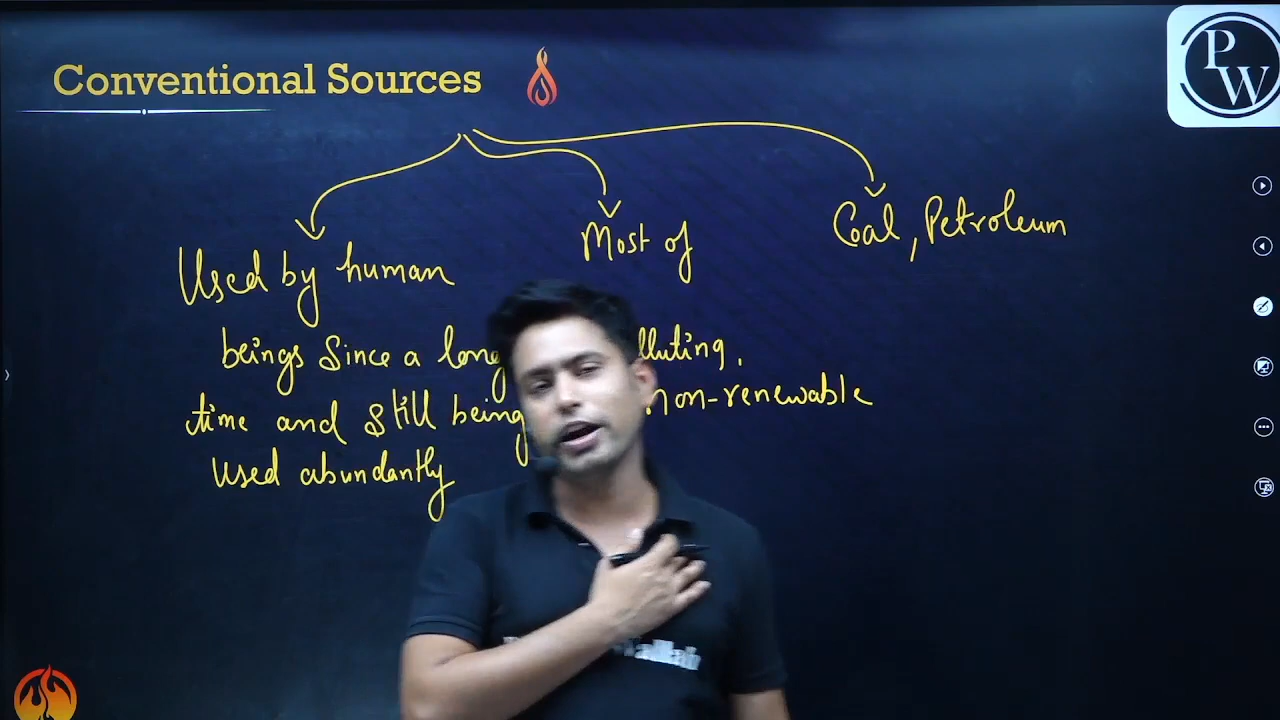 Conventional Sources
PW
Used by human
beings since a long
time and still being
used abundantly
Most of
lluting,
non-renewable
Coal, Petroleum